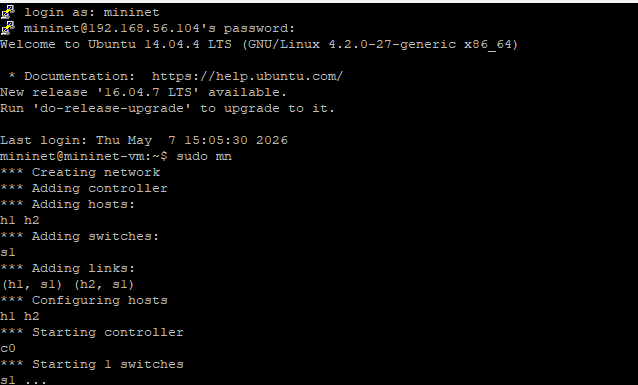 login as: mininet
mininet@192.168.56.104's password:
Welcome to Ubuntu 14.04.4 LTS (GNU/Linux 4.2.0-27-generic x86_64)
* Documentation:  https://help.ubuntu.com/
New release '16.04.7 LTS' available.
Run 'do-release-upgrade' to upgrade to it.
Last login: Thu May  7 15:05:30 2026
mininet@mininet-vm:~$ sudo mn
*** Creating network
*** Adding controller
*** Adding hosts:
h1 h2
*** Adding switches:
s1
*** Adding links:
(h1, s1) (h2, s1)
*** Configuring hosts
h1 h2
*** Starting controller
c0
*** Starting 1 switches
s1 ...